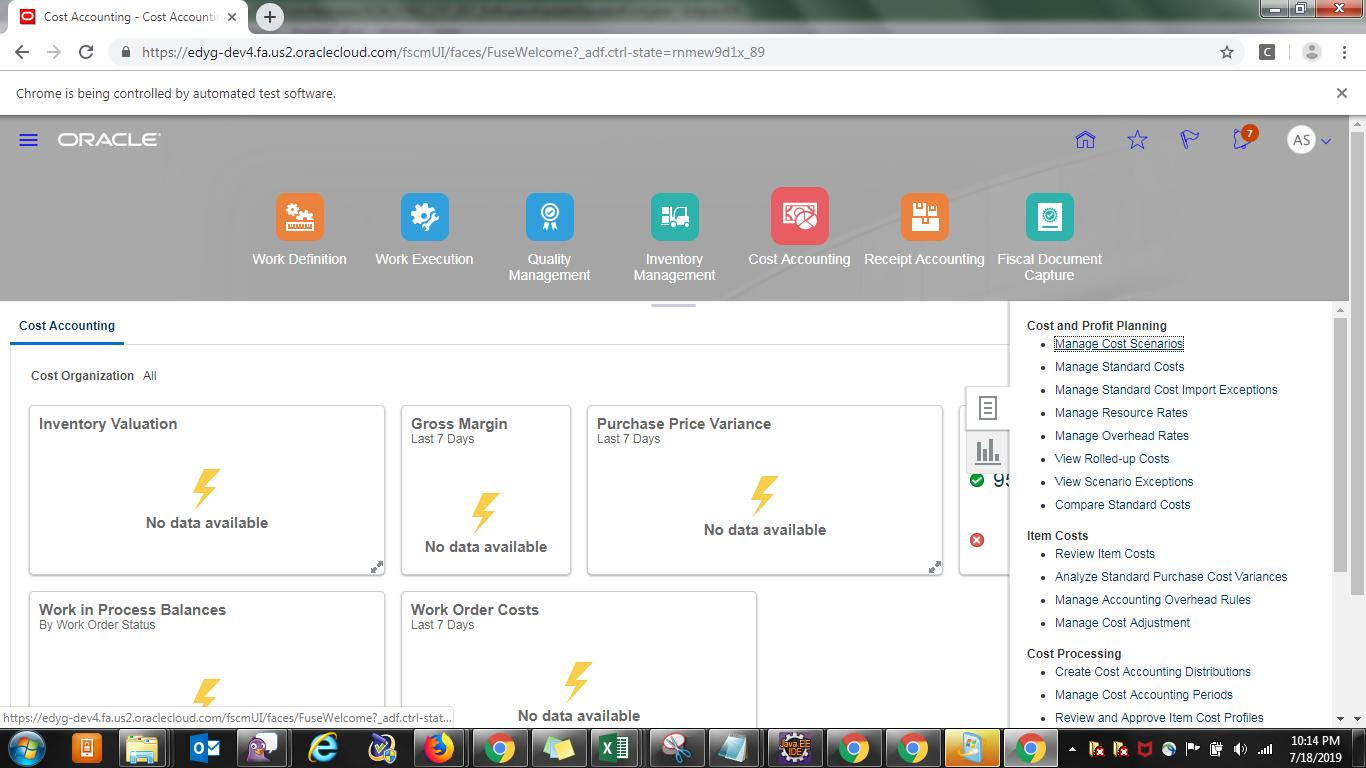 Cost Accounting - Cost Accountin
https://edyg-dev4.fa.us2.oraclecloud.com/fscmUI/faces/FuseWelcome?_adf.ctrl-state=rnmew9d1x_89
C
Chrome is being controlled by automated test software.
ORACLE
7
AS
Work Definition
Work Execution
Quality
Management
Inventory
Management
Cost Accounting
Receipt Accounting
Fiscal Document
Capture
Cost Accounting
Cost Organization All
Inventory Valuation
No data available
Gross Margin
Last 7 Days
No data available
Purchase Price Variance
Last 7 Days
No data available
95
Work in Process Balances
By Work Order Status
Work Order Costs
Last 7 Days
No data available
Cost and Profit Planning
Manage Cost Scenarios
Manage Standard Costs
Manage Standard Cost Import Exceptions
Manage Resource Rates
Manage Overhead Rates
View Rolled-up Costs
View Scenario Exceptions
Compare Standard Costs
Item Costs
Review Item Costs
Analyze Standard Purchase Cost Variances
Manage Accounting Overhead Rules
Manage Cost Adjustment
Cost Processing
Create Cost Accounting Distributions
Manage Cost Accounting Periods
Review and Approve Item Cost Profiles
https://edyg-dev4.fa.us2.oraclecloud.com/fscmUI/faces/FuseWelcome?_adf.ctrl-stat...
Java EE
IDE
10:14 PM
7/18/2019